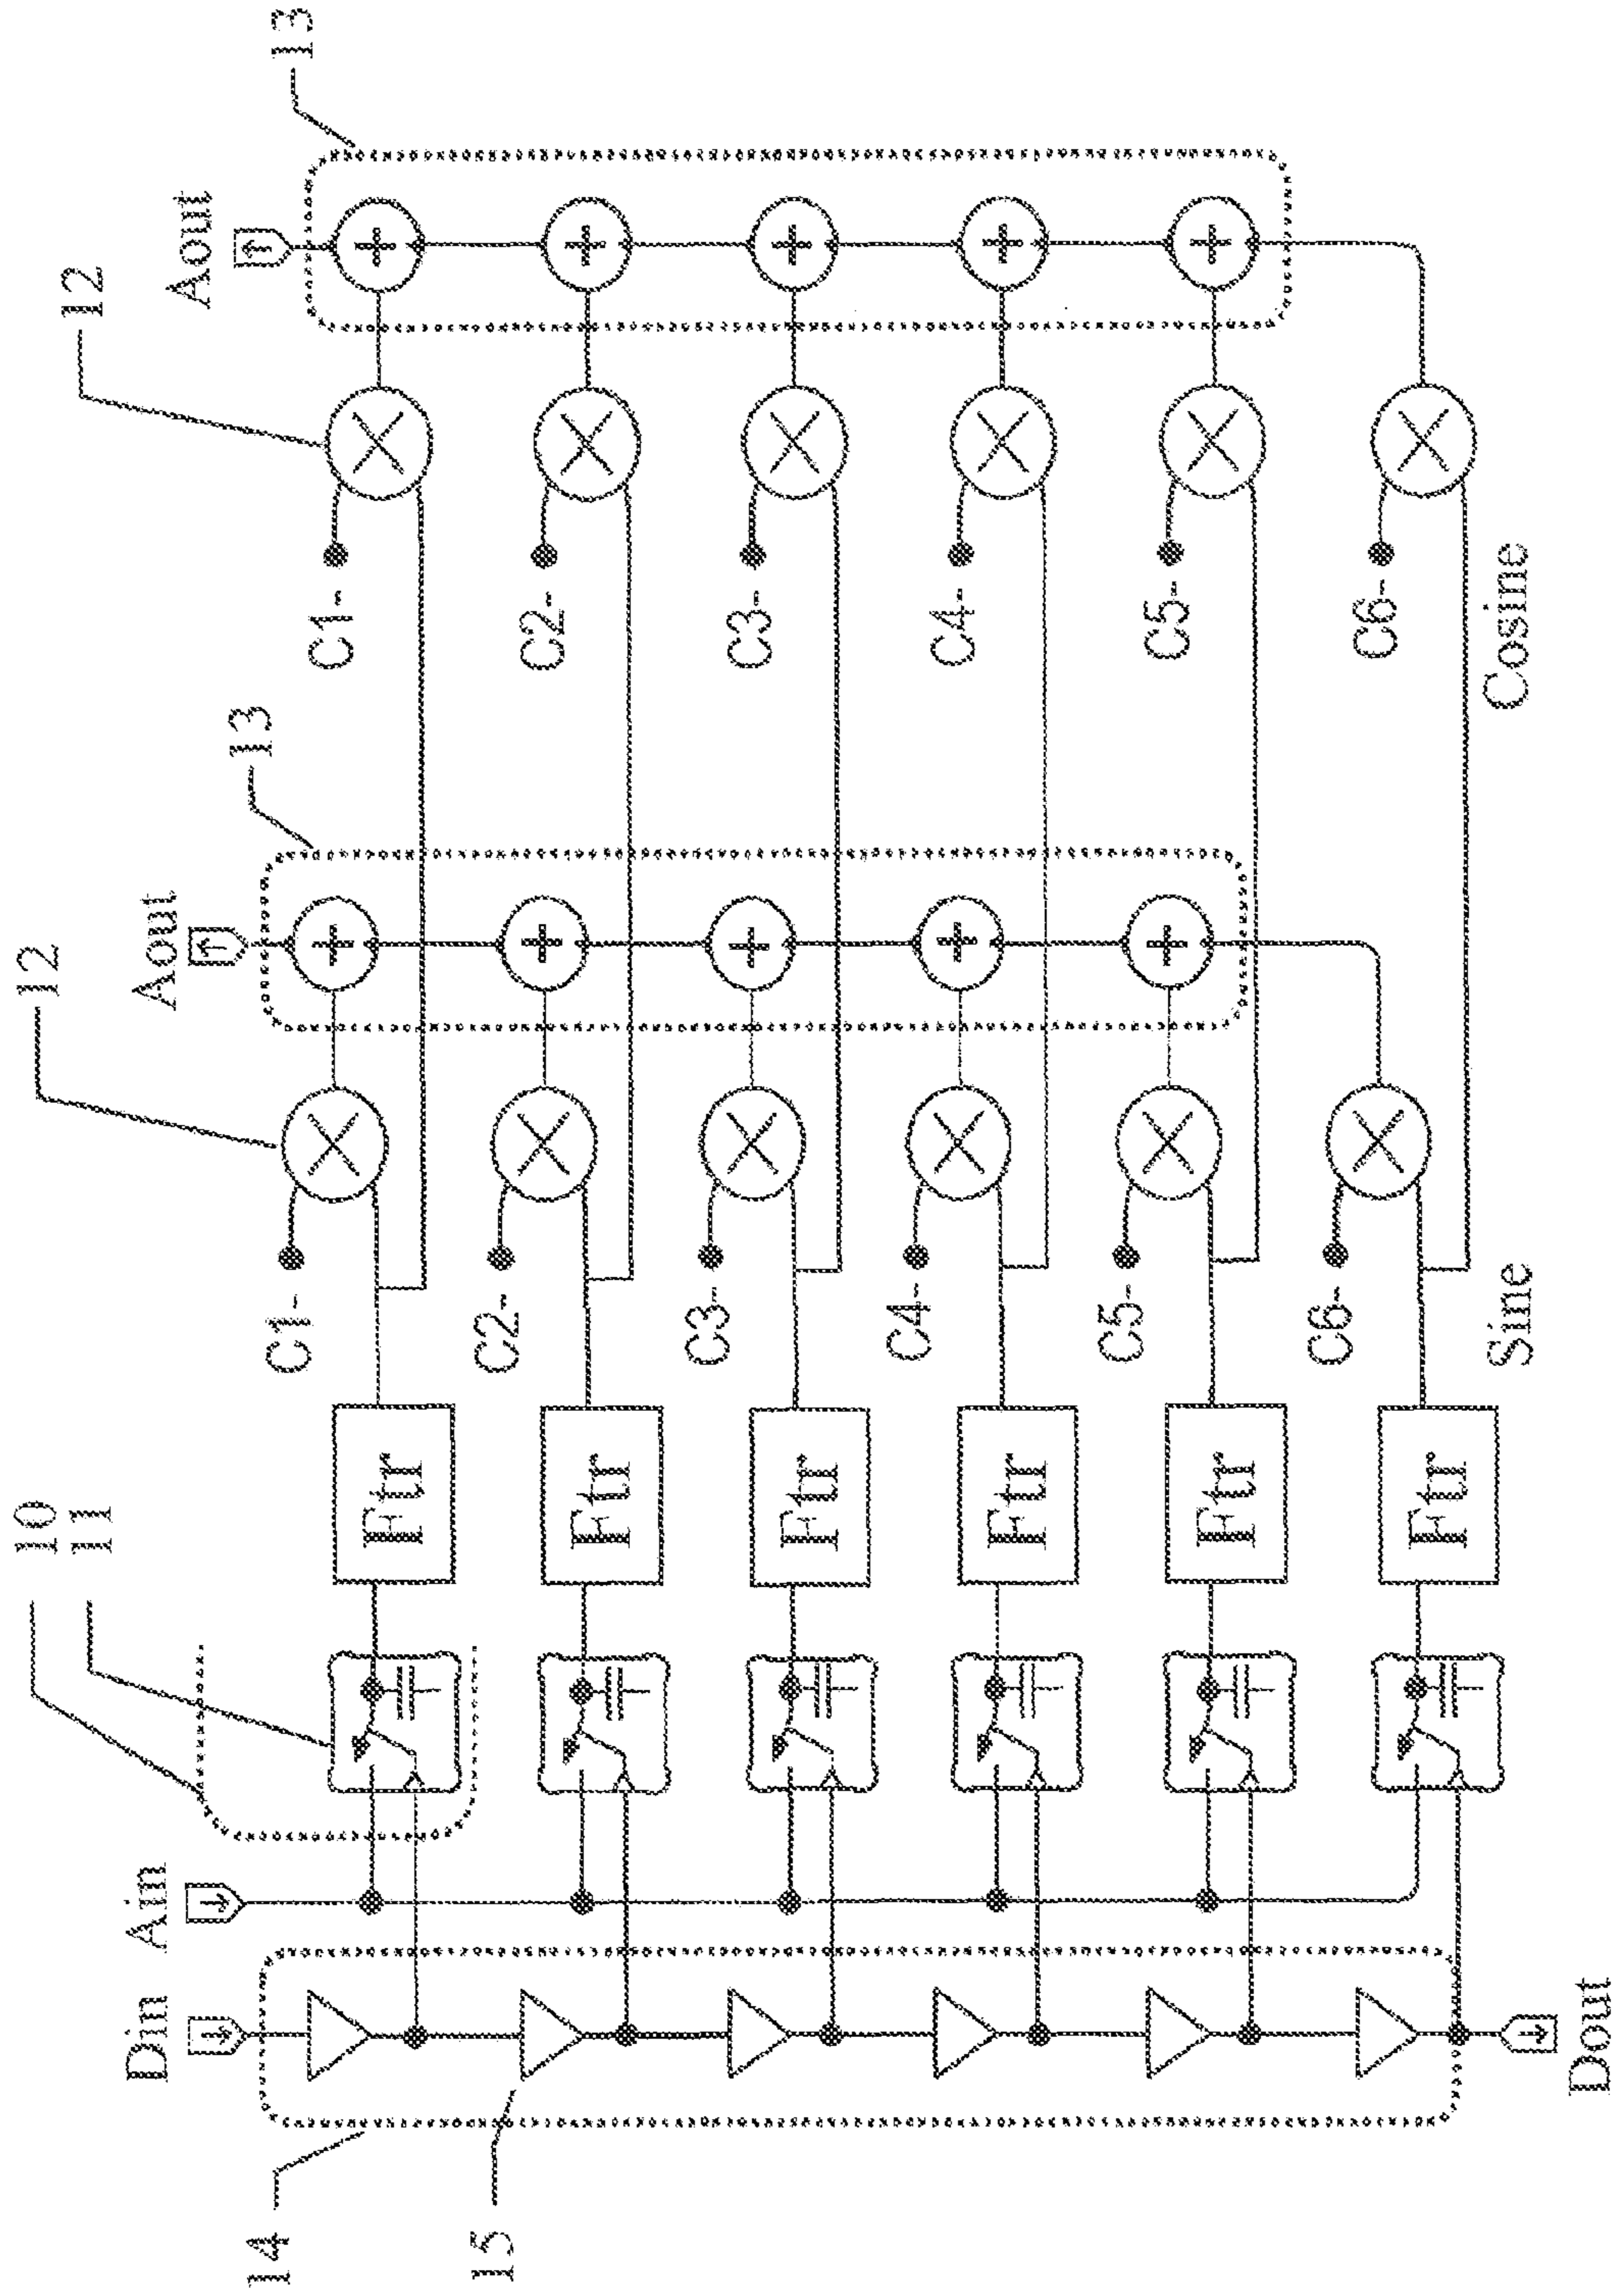 14
15
Din
Dout
Ain
10
11
Ftr
Ftr
Ftr
Ftr
Ftr
Ftr
Sine
C1-
C2-
C3-
C4-
C5-
C6-
12
Aout
13
Cosine
C1-
C2-
C3-
C4-
C5-
C6-
12
Aout
13